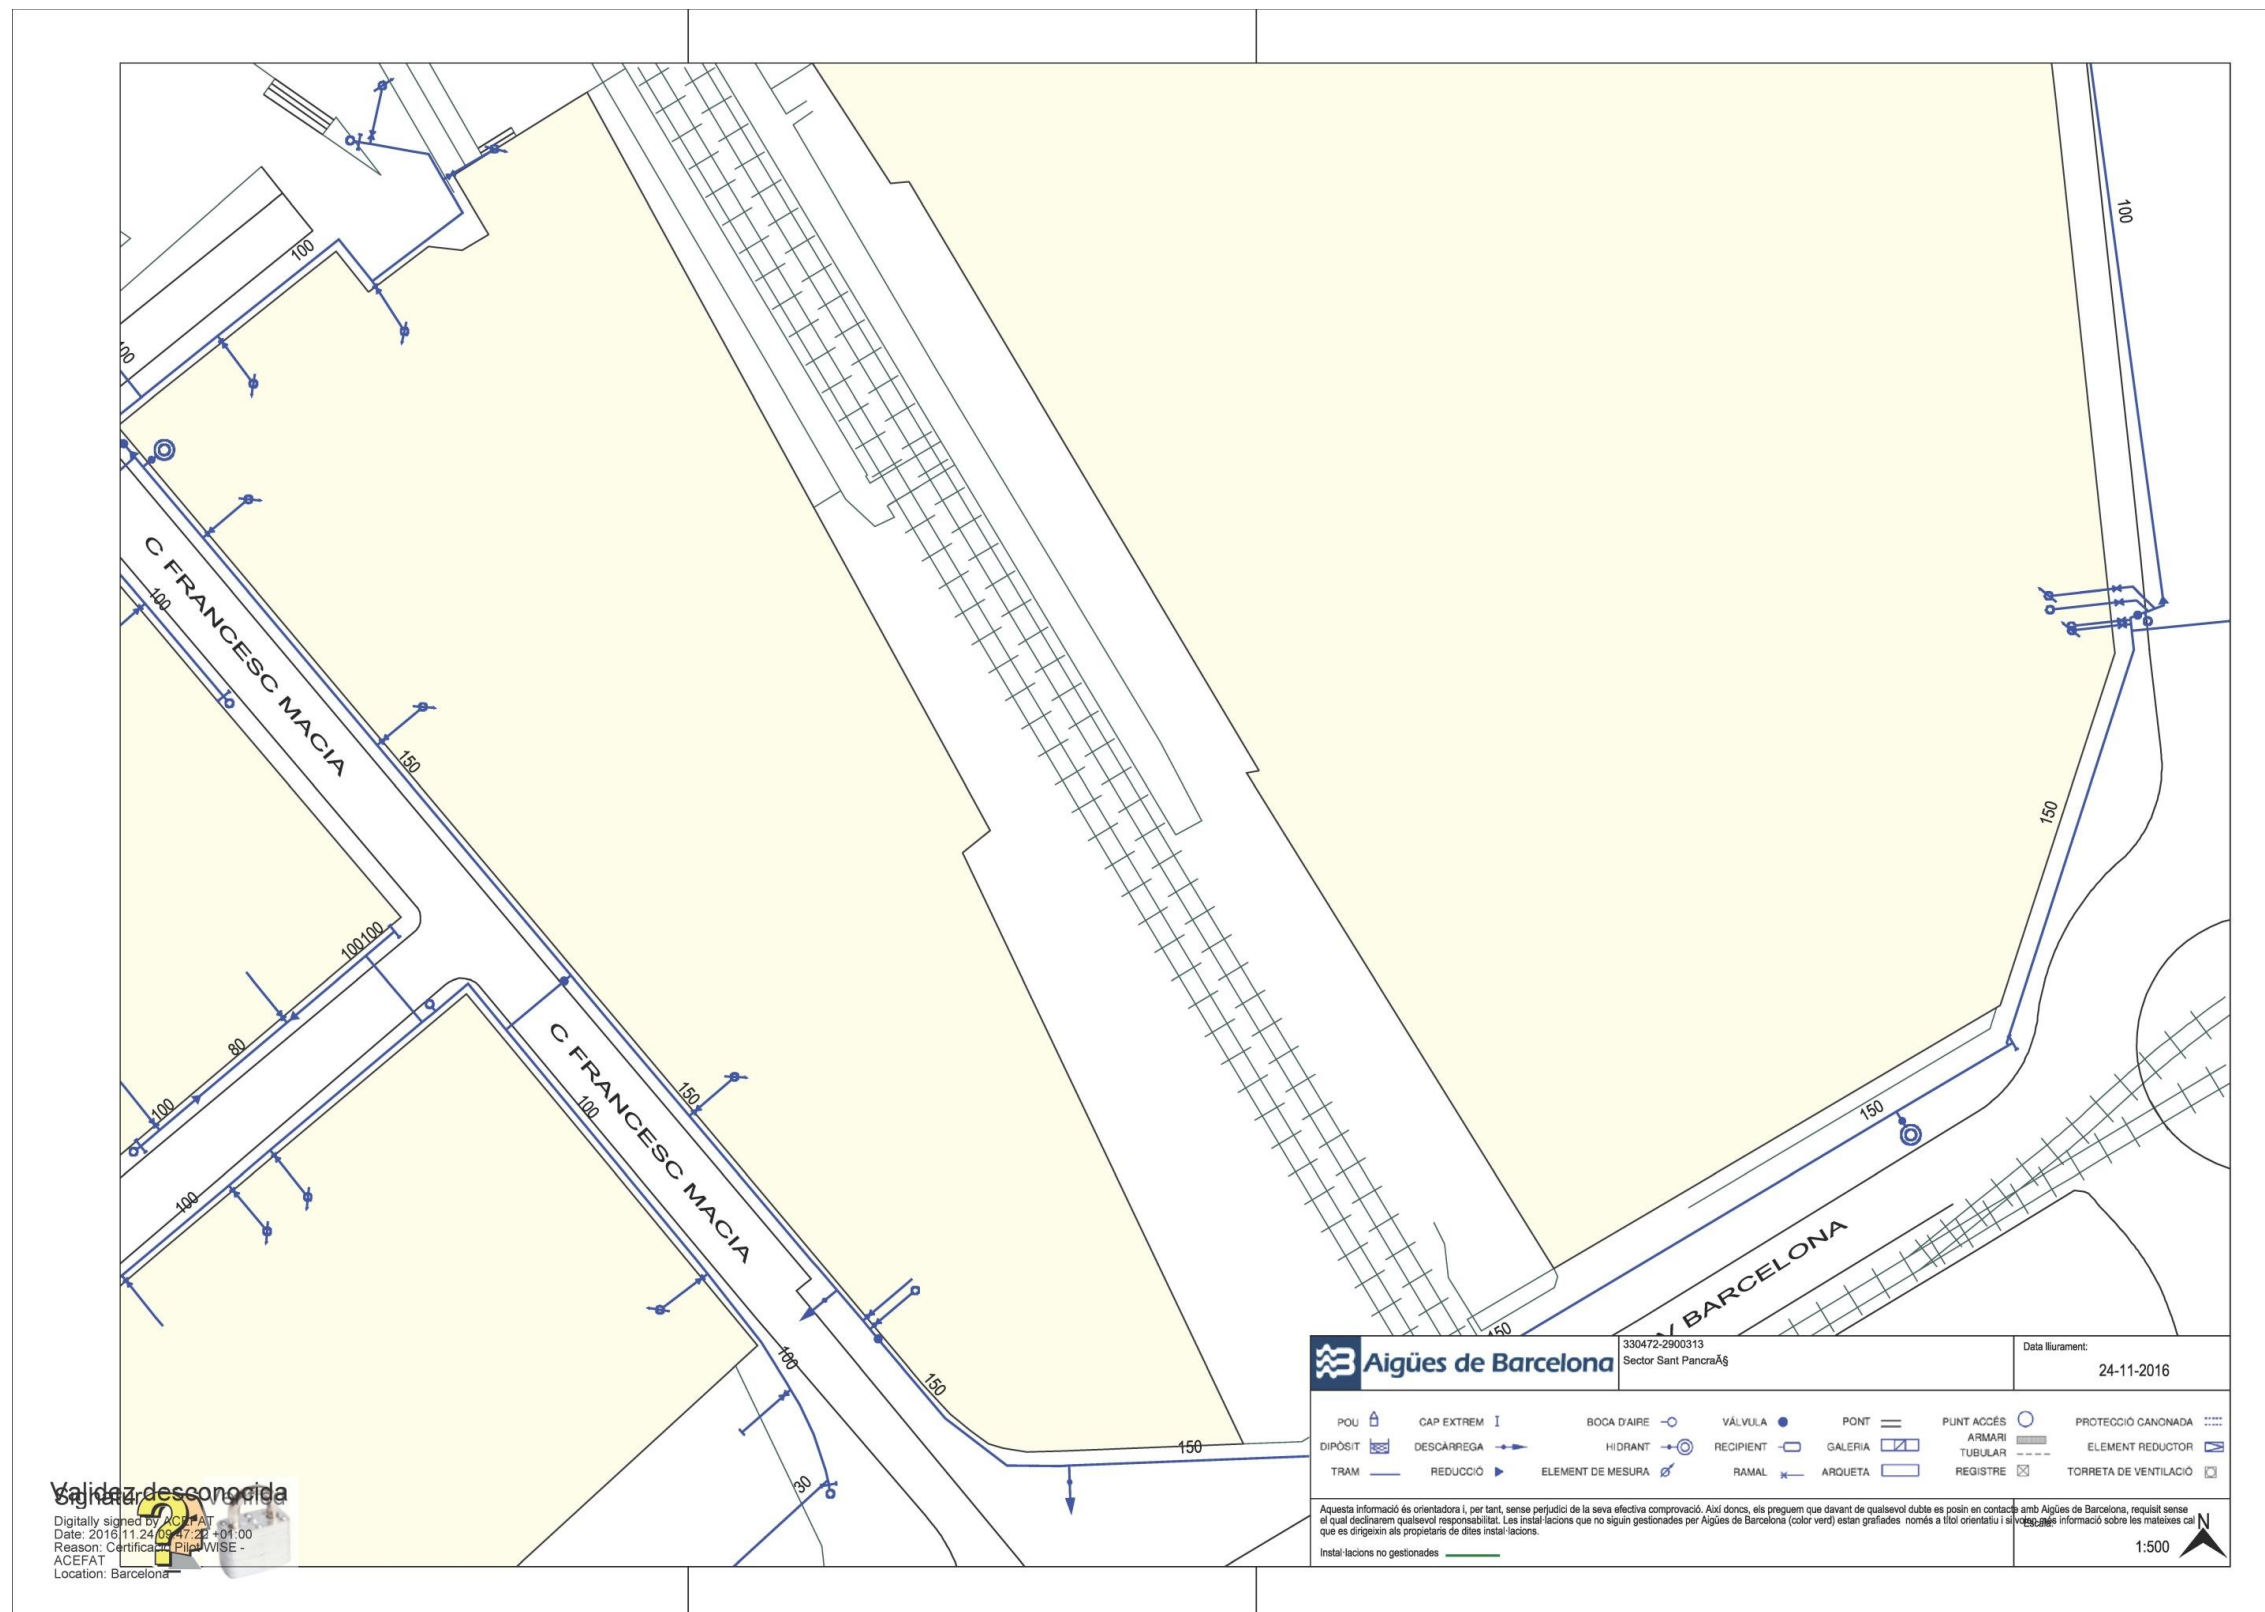 100
100
100
C FRANCESC MACIA
100
150
150
100100
80
100
100
C FRANCESC MACIA
150
100
100
150
30
150
150
150
BARCELONA
Aigües de Barcelona
330472-2900313
Sector Sant PancraÃ§
Data lliurament:
24-11-2016
POU
CAP EXTREM
BOCA D'AIRE
VÀLVULA
PONT
PUNT ACCÉS
PROTECCIÓ CANONADA
DIPÒSIT
DESCÀRREGA
HIDRANT
RECIPIENT
GALERIA
ARMARI
TUBULAR
ELEMENT REDUCTOR
TRAM
REDUCCIÓ
ELEMENT DE MESURA
RAMAL
ARQUETA
REGISTRE
TORRETA DE VENTILACIÓ
Aquesta informació és orientadora i, per tant, sense perjudici de la seva efectiva comprovació. Així doncs, els preguem que davant de qualsevol dubte es posin en contacte amb Aigües de Barcelona, requisit sense
el qual declinarem qualsevol responsabilitat. Les instal·lacions que no siguin gestionades per Aigües de Barcelona (color verd) estan grafiades només a títol orientatiu i si volen més informació sobre les mateixes cal
que es dirigeixin als propietaris de dites instal·lacions.
Instal·lacions no gestionades
Escala:
1:500
N
Validez desconocida
Digitally signed by ACEFAT
Date: 2016.11.24 09:47:22 +01:00
Reason: Certificació Pilot WISE -
ACEFAT
Location: Barcelona